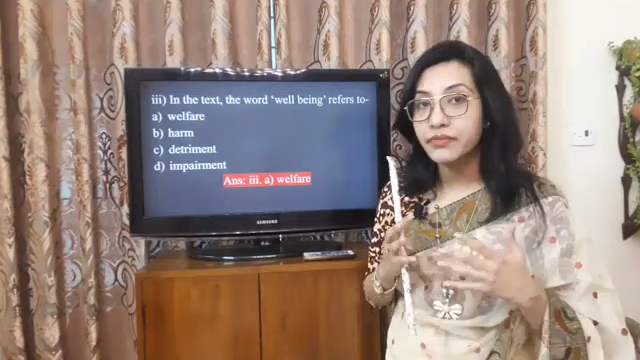 iii) In the text, the word 'well being' refers to-
a) welfare
b) harm
c) detriment
d) impairment
Ans: iii. a) welfare
SAMSUNG